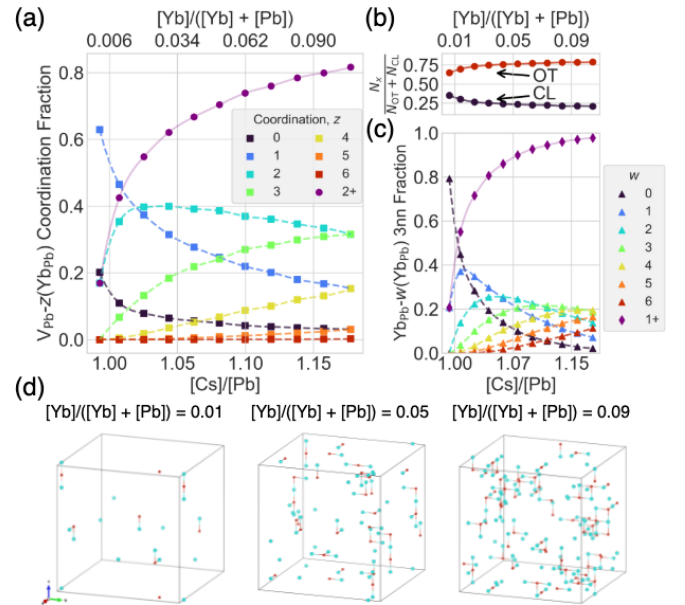 (a)
[Yb]/([Yb] + [Pb])
0.006 0.034 0.062 0.090
V_Pb-z(Yb_Pb) Coordination Fraction
0.8
0.6
0.4
0.2
0.0
Coordination, z
0 4
1 5
2 6
3 2+
1.00 1.05 1.10 1.15
[Cs]/[Pb]
(b)
[Yb]/([Yb] + [Pb])
0.01 0.05 0.09
N_x
N_OT + N_CL
0.75
0.50
0.25
OT
CL
(c)
Yb_Pb-w(Yb_Pb) 3nn Fraction
1.0
0.8
0.6
0.4
0.2
0.0
w
0
1
2
3
4
5
6
1+
1.00 1.07 1.15
[Cs]/[Pb]
(d)
[Yb]/([Yb] + [Pb]) = 0.01 [Yb]/([Yb] + [Pb]) = 0.05 [Yb]/([Yb] + [Pb]) = 0.09